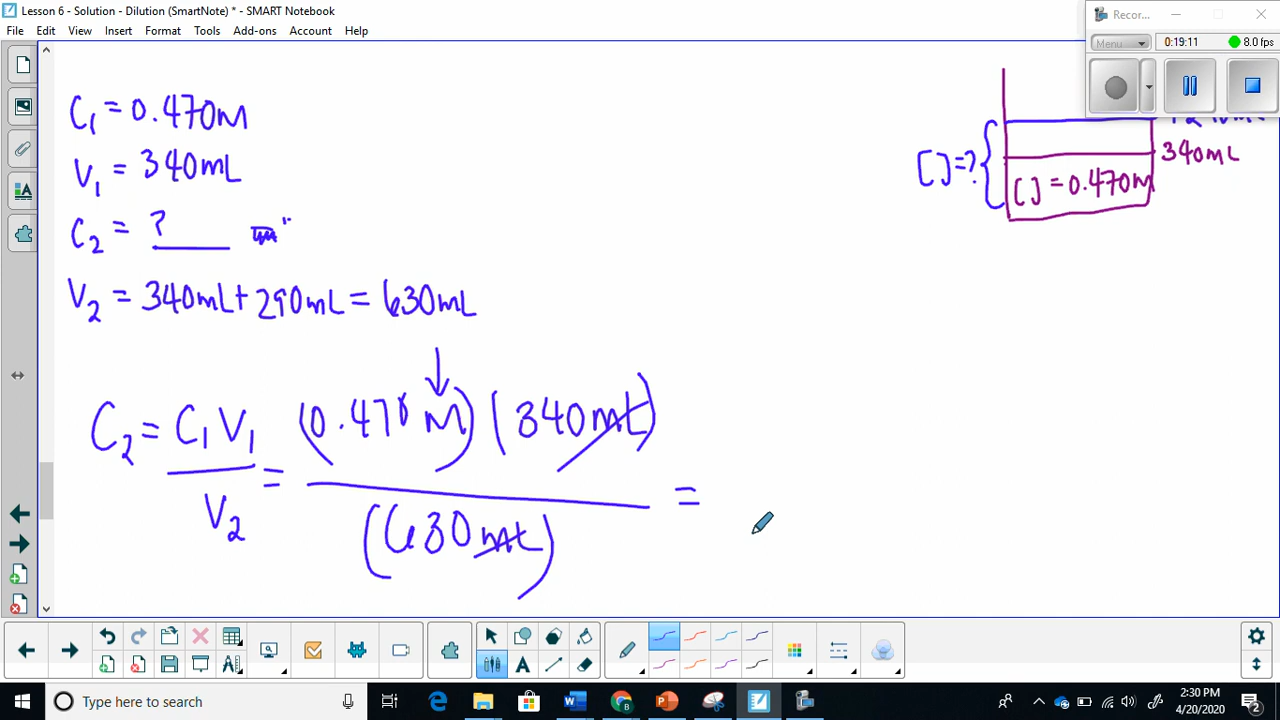 Lesson 6 - Solution - Dilution (SmartNote) * - SMART Notebook
File Edit View Insert Format Tools Add-ons Account Help
Recor...
Menu
0:19:11
8.0 fps
C₁ = 0.470M
V₁ = 340mL
C₂ = ?
V₂ = 340mL + 290mL = 630mL
340mL
[ ] = ?
[ ] = 0.470M
C₂ = C₁V₁ / V₂ = (0.470 M)(340mL) / (630mL) =
A
Type here to search
2:30 PM
4/20/2020
2